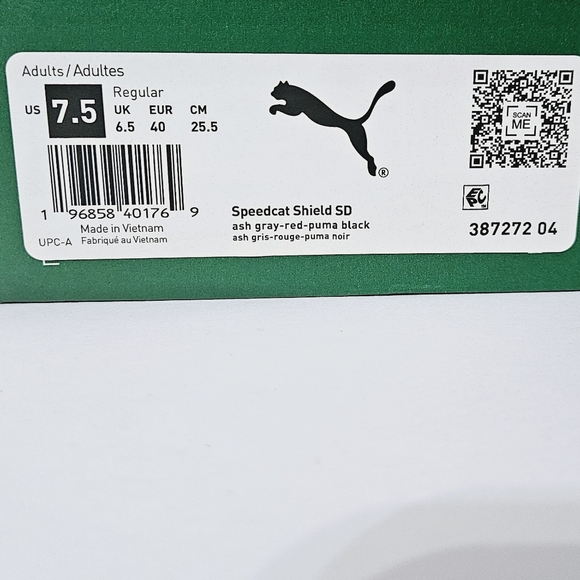 Adults/Adultes
Regular
US 7.5 UK EUR CM
6.5 40 25.5
1 96858 40176 9
Made in Vietnam
UPC-A Fabriqué au Vietnam
®
Speedcat Shield SD
ash gray-red-puma black
ash gris-rouge-puma noir
SCAN
ME
387272 04